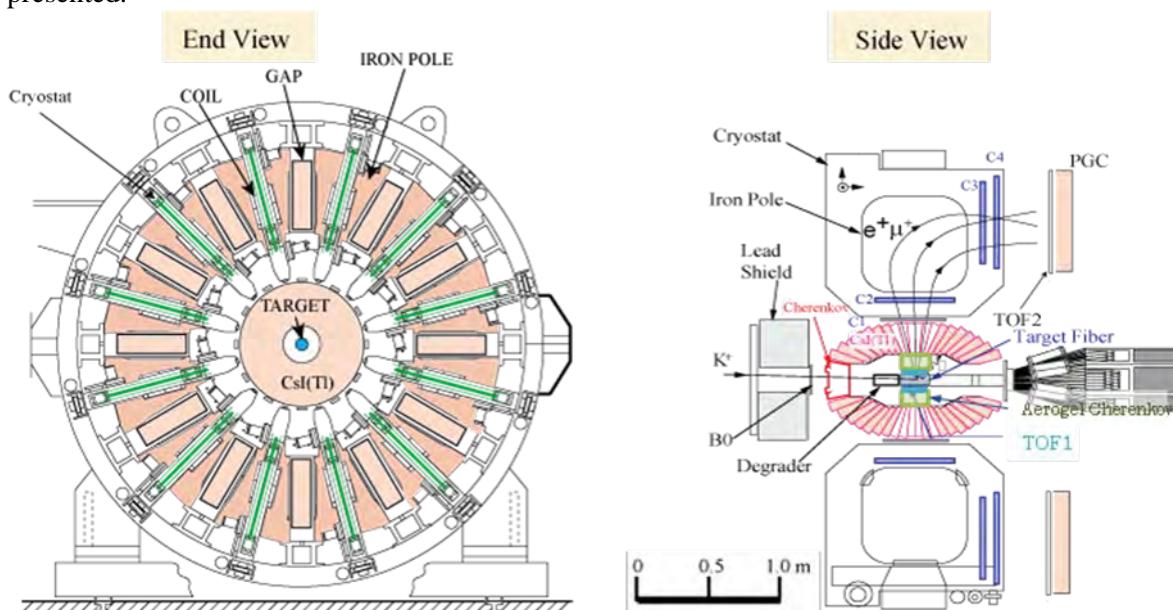 presented.
End View
Side View
Cryostat
COIL
GAP
IRON POLE
TARGET
CsI(Tl)
Cryostat
C4
C3
PGC
Iron Pole
e+ μ+
Lead
Shield
C2
Cherenkov
C1
CsI(Tl)
TOF2
Target Fiber
K+
Aerogel Cherenkov
B0
TOF1
Degrader
0 0.5 1.0 m